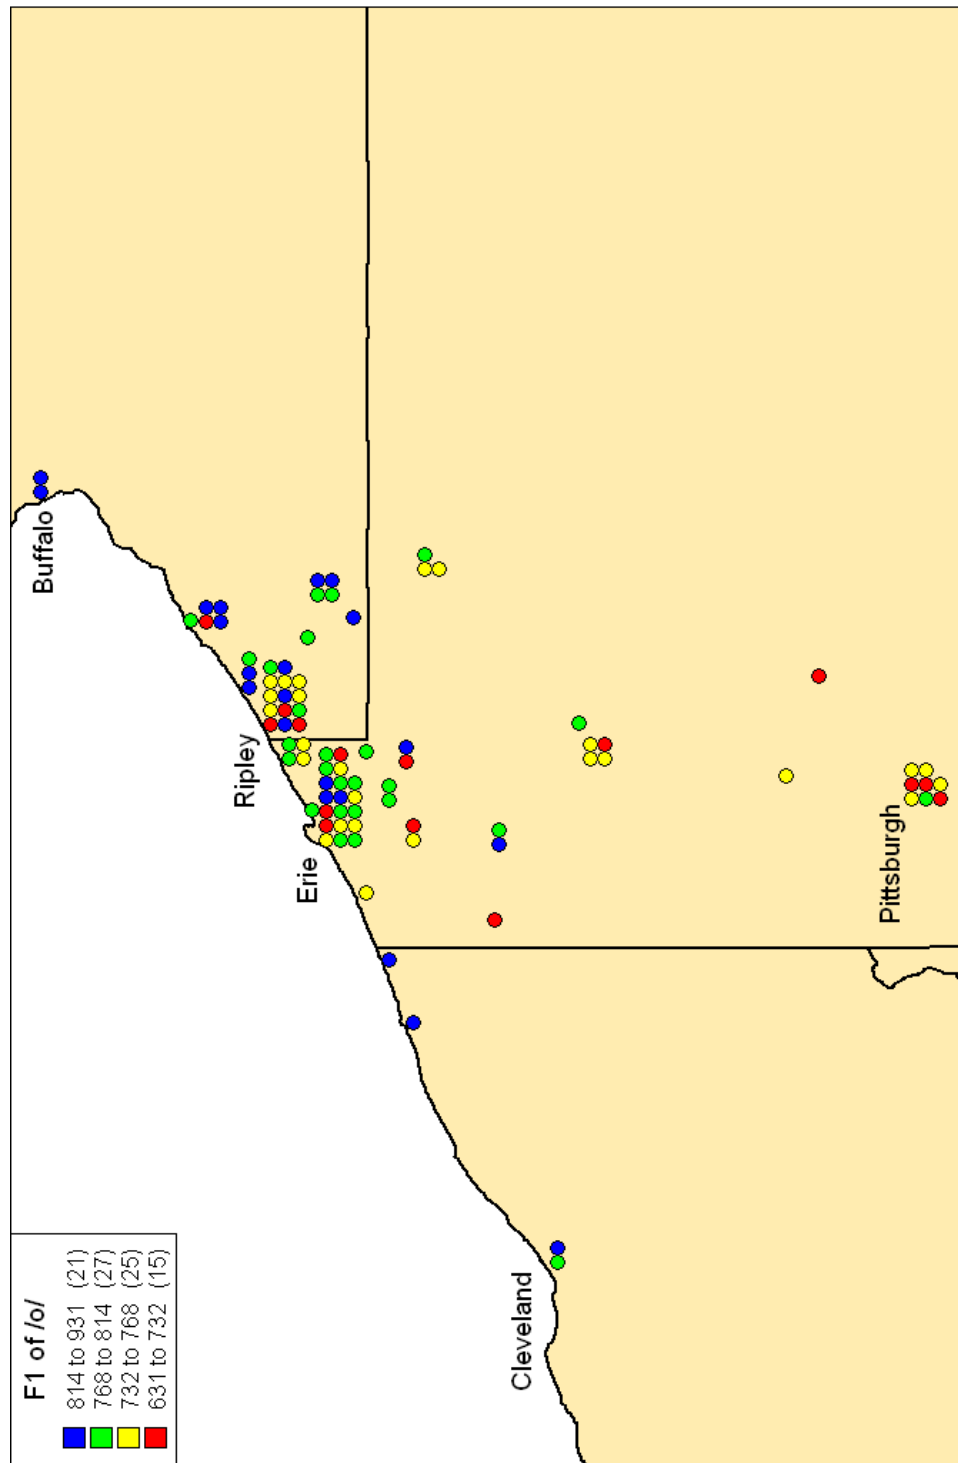 F1 of /o/
814 to 931 (21)
768 to 814 (27)
732 to 768 (25)
631 to 732 (15)
Buffalo
Ripley
Erie
Cleveland
Pittsburgh